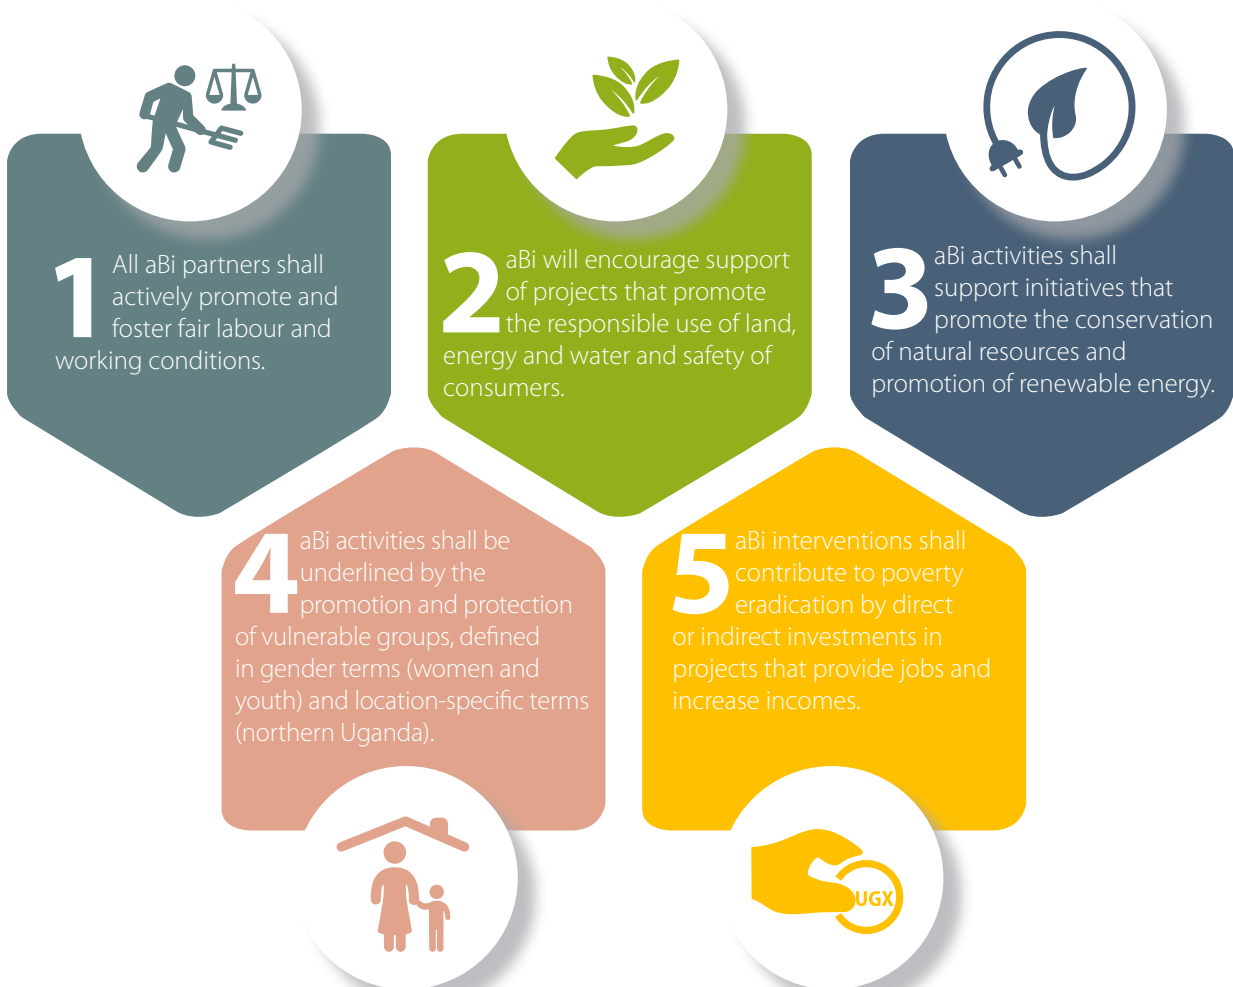 1 All aBi partners shall
actively promote and
foster fair labour and
working conditions.
2 aBi will encourage support
of projects that promote
the responsible use of land,
energy and water and safety of
consumers.
3 aBi activities shall
support initiatives that
promote the conservation
of natural resources and
promotion of renewable energy.
4 aBi activities shall be
underlined by the
promotion and protection
of vulnerable groups, defined
in gender terms (women and
youth) and location-specific terms
(northern Uganda).
5 aBi interventions shall
contribute to poverty
eradication by direct
or indirect investments in
projects that provide jobs and
increase incomes.
UGX